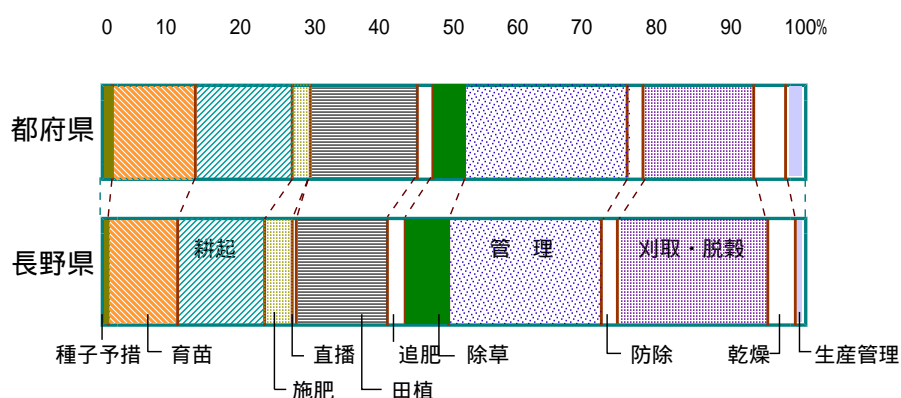 0 10 20 30 40 50 60 70 80 90 100%
都府県
長野県
耕起 管 理 刈取・脱穀
種子予措 育苗 直播 追肥 除草 防除 乾燥 生産管理
施肥 田植